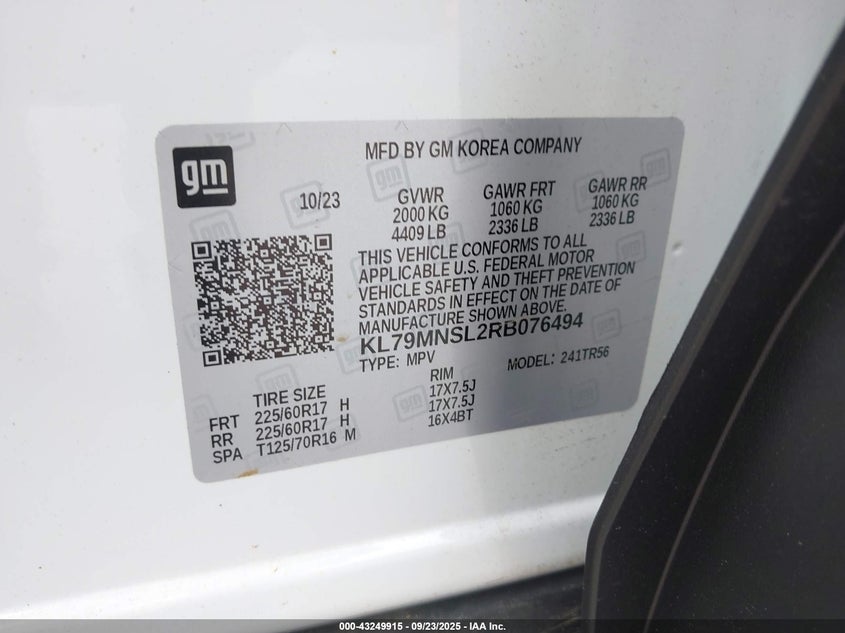 gm
MFD BY GM KOREA COMPANY
10/23
GVWR GAWR FRT GAWR RR
2000 KG 1060 KG 1060 KG
4409 LB 2336 LB 2336 LB
THIS VEHICLE CONFORMS TO ALL
APPLICABLE U.S. FEDERAL MOTOR
VEHICLE SAFETY AND THEFT PREVENTION
STANDARDS IN EFFECT ON THE DATE OF
MANUFACTURE SHOWN ABOVE.
KL79MNSL2RB076494
TYPE: MPV MODEL: 241TR56
TIRE SIZE RIM
FRT 225/60R17 H 17X7.5J
RR 225/60R17 H 17X7.5J
SPA T125/70R16 M 16X4BT
000-43249915 - 09/23/2025 - IAA Inc.